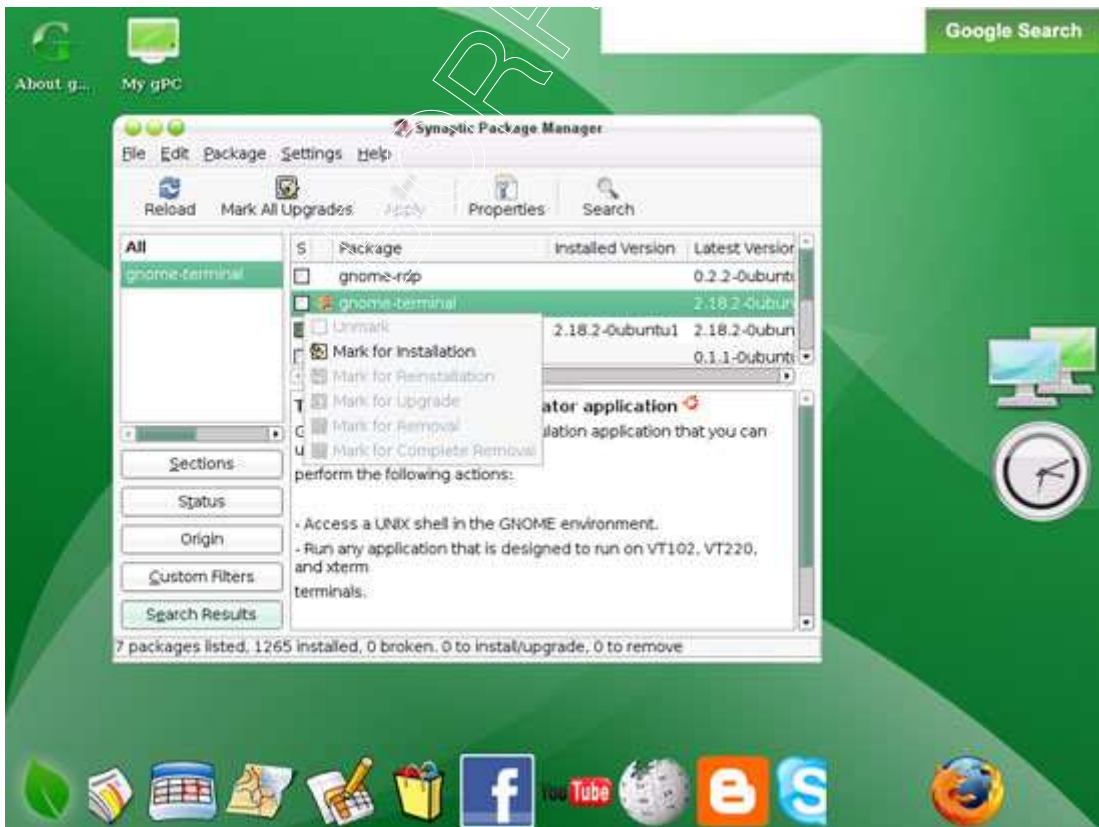 Google Search
About g...
My gPC
Synaptic Package Manager
File Edit Package Settings Help
Reload Mark All Upgrades Apply Properties Search
All
S Package Installed Version Latest Version
gnome-terminal
gnome-rdp 0.2.2-0ubunt
gnome-terminal 2.18.2-0ubun
Unmark
2.18.2-0ubuntu1 2.18.2-0ubun
Mark for Installation
0.1.1-0ubunt
Mark for Reinstallation
Mark for Upgrade
ator application
Mark for Removal
ulation application that you can
Mark for Complete Removal
perform the following actions:
Sections
Status
- Access a UNIX shell in the GNOME environment.
Origin
- Run any application that is designed to run on VT102, VT220,
and xterm
Custom Filters
terminals.
Search Results
7 packages listed, 1265 installed, 0 broken. 0 to install/upgrade, 0 to remove
f
You Tube
B
S